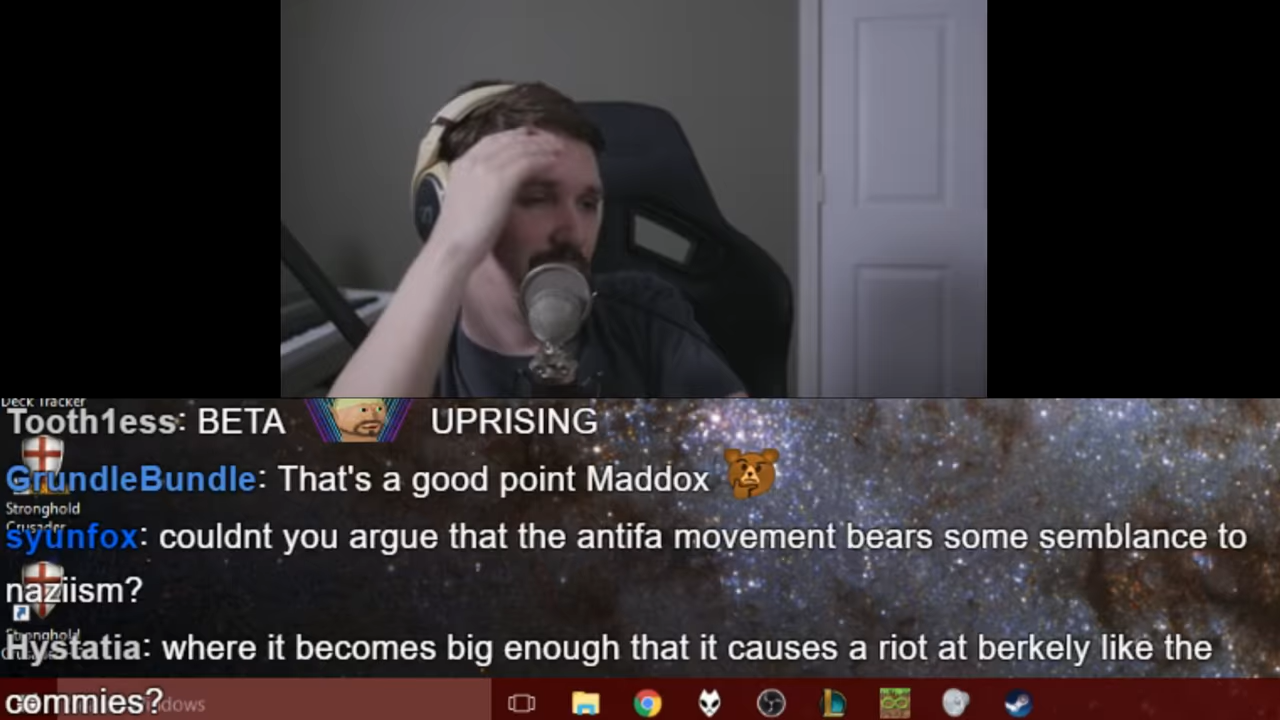 Deck Tracker
Tooth1ess: BETA UPRISING
GrundleBundle: That's a good point Maddox
Stronghold
Crusader
syunfox: couldnt you argue that the antifa movement bears some semblance to
naziism?
Stronghold
Hystatia: where it becomes big enough that it causes a riot at berkely like the
commies?